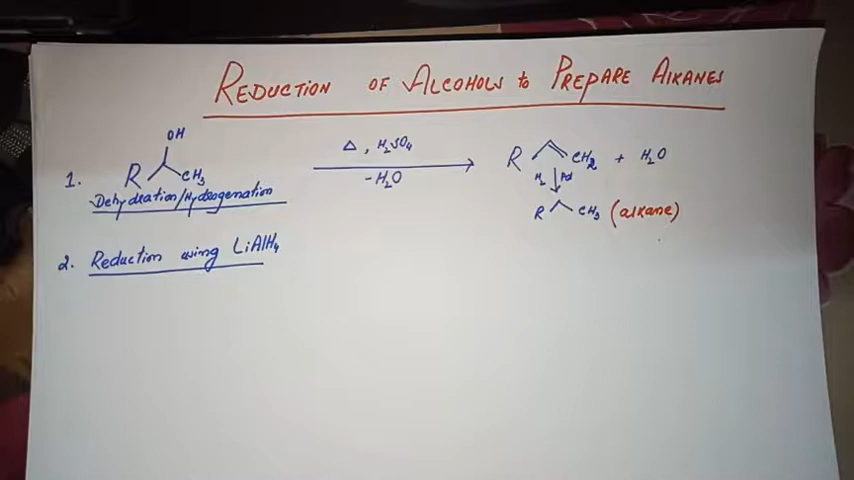 REDUCTION OF ALCOHOLS to PREPARE ALKANES
OH
1. R CH3 Δ, H2SO4 R CH2 + H2O
-H2O
Dehydration/Hydrogenation H2 Pd
R CH3 (alkane)
2. Reduction using LiAlH4